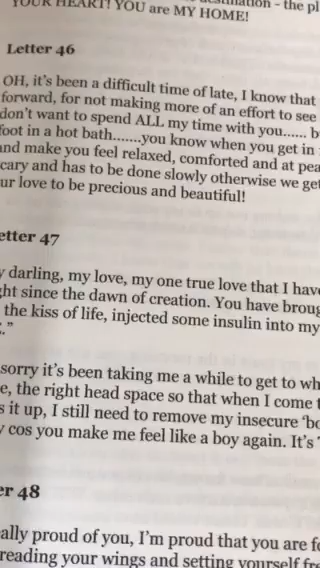 YOUR HEART! YOU are MY HOME!
Letter 46
OH, it's been a difficult time of late, I know that
forward, for not making more of an effort to see
don't want to spend ALL my time with you...... b
foot in a hot bath.......you know when you get in
and make you feel relaxed, comforted and at pea
cary and has to be done slowly otherwise we get
ur love to be precious and beautiful!
etter 47
y darling, my love, my one true love that I have
ght since the dawn of creation. You have broug
the kiss of life, injected some insulin into my
."
sorry it's been taking me a while to get to wh
e, the right head space so that when I come t
s it up, I still need to remove my insecure 'bo
y cos you make me feel like a boy again. It's
er 48
ally proud of you, I'm proud that you are fo
reading your wings and setting yourself fre